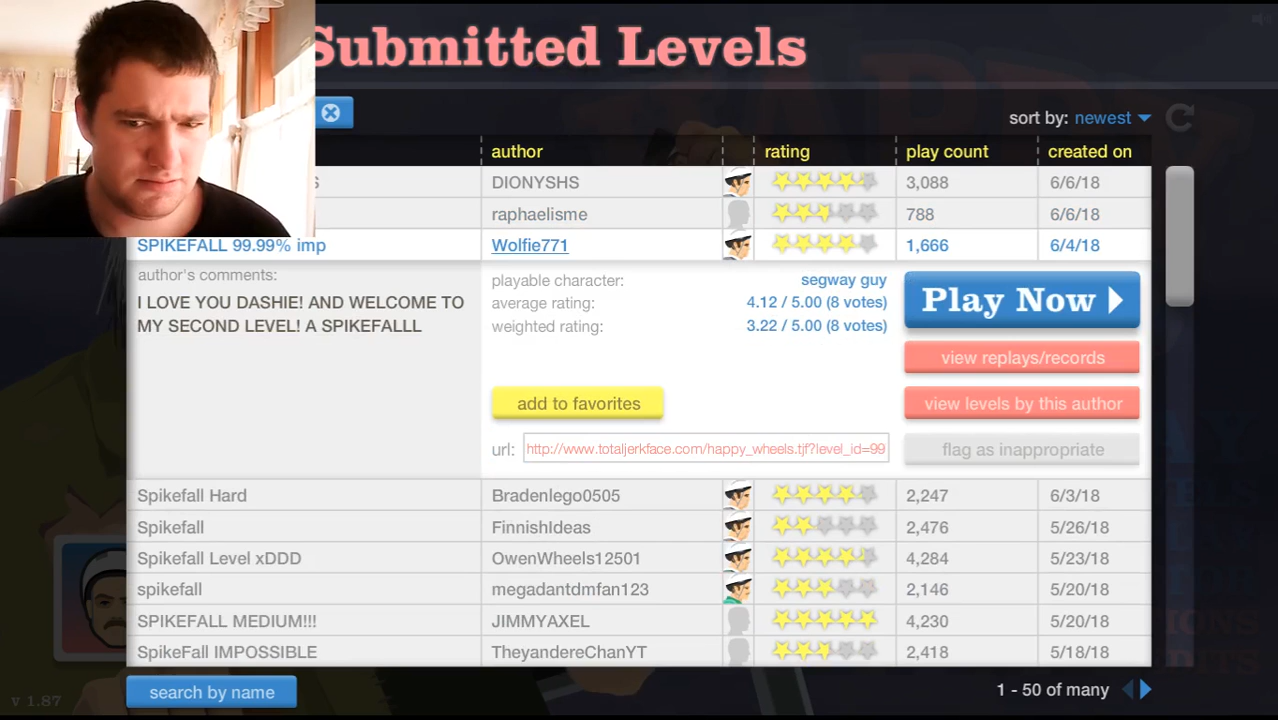 Submitted Levels
sort by: newest
author rating play count created on
S DIONYSHS 3,088 6/6/18
raphaelisme 788 6/6/18
SPIKEFALL 99.99% imp Wolfie771 1,666 6/4/18
author's comments:
I LOVE YOU DASHIE! AND WELCOME TO
MY SECOND LEVEL! A SPIKEFALLL
playable character: segway guy
average rating: 4.12 / 5.00 (8 votes)
weighted rating: 3.22 / 5.00 (8 votes)
add to favorites
url: http://www.totaljerkface.com/happy_wheels.tjf?level_id=99
Play Now
view replays/records
view levels by this author
flag as inappropriate
Spikefall Hard Bradenlego0505 2,247 6/3/18
Spikefall FinnishIdeas 2,476 5/26/18
Spikefall Level xDDD OwenWheels12501 4,284 5/23/18
spikefall megadantdmfan123 2,146 5/20/18
SPIKEFALL MEDIUM!!! JIMMYAXEL 4,230 5/20/18
SpikeFall IMPOSSIBLE TheyandereChanYT 2,418 5/18/18
search by name
1 - 50 of many
v 1.87